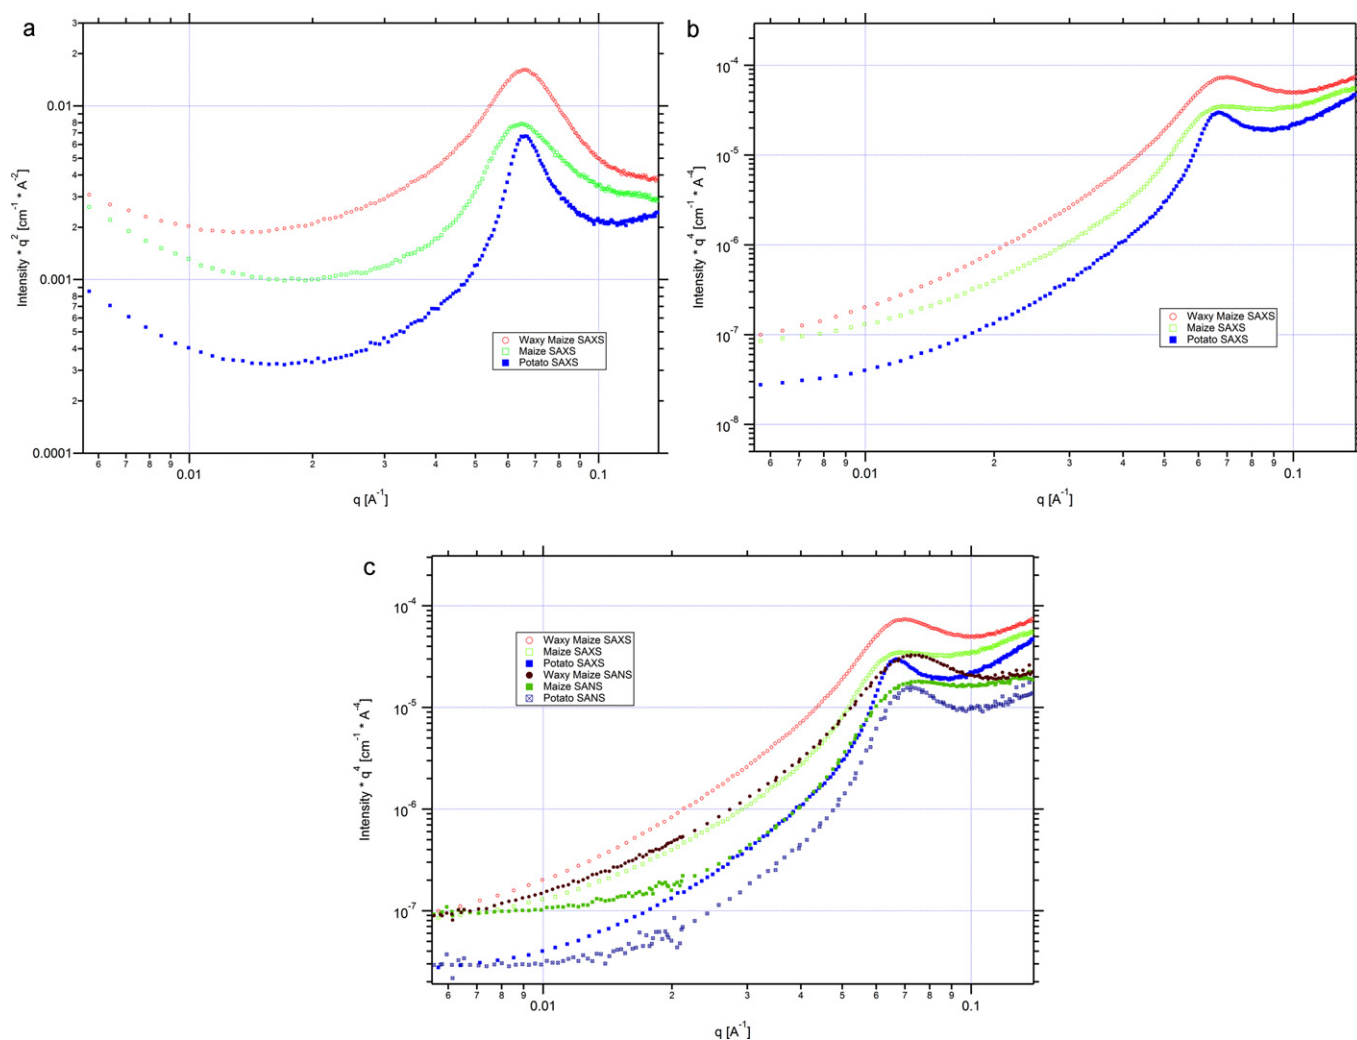 a
Intensity * q² [cm⁻¹ * A⁻²]
3
2
0.01
8
7
6
5
4
3
2
0.001
8
7
6
5
4
3
2
0.0001
Waxy Maize SAXS
Maize SAXS
Potato SAXS
6 7 8 9 0.01 2 3 4 5 6 7 8 9 0.1
q [A⁻¹]
b
Intensity * q⁴ [cm⁻¹ * A⁻⁴]
10⁻⁴
10⁻⁵
10⁻⁶
10⁻⁷
10⁻⁸
Waxy Maize SAXS
Maize SAXS
Potato SAXS
6 7 8 9 0.01 2 3 4 5 6 7 8 9 0.1
q [A⁻¹]
c
Intensity * q⁴ [cm⁻¹ * A⁻⁴]
10⁻⁴
10⁻⁵
10⁻⁶
10⁻⁷
Waxy Maize SAXS
Maize SAXS
Potato SAXS
Waxy Maize SANS
Maize SANS
Potato SANS
6 7 8 9 0.01 2 3 4 5 6 7 8 9 0.1
q [A⁻¹]